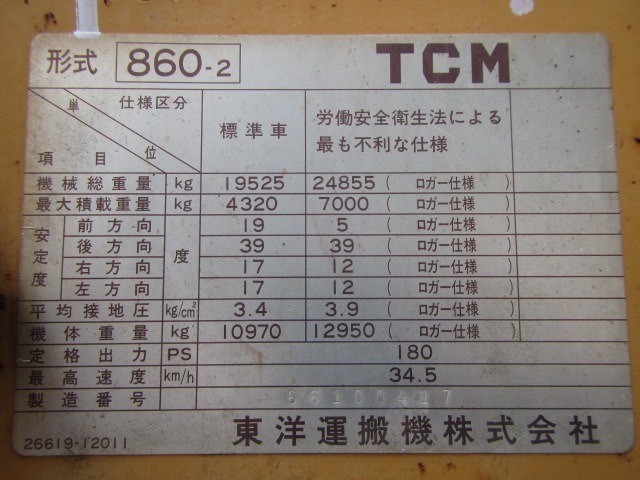 形式 860-2 TCM
単位 仕様区分 項目 標準車 労働安全衛生法による
最も不利な仕様
機械総重量 kg 19525 24855 ( ロガー仕様 )
最大積載重量 kg 4320 7000 ( ロガー仕様 )
安定度 前方向 度 19 5 ( ロガー仕様 )
後方向 39 39 ( ロガー仕様 )
右方向 17 12 ( ロガー仕様 )
左方向 17 12 ( ロガー仕様 )
平均接地圧 kg/cm² 3.4 3.9 ( ロガー仕様 )
機体重量 kg 10970 12950 ( ロガー仕様 )
定格出力 PS 180
最高速度 km/h 34.5
製造番号 66100417
26619-12011 東洋運搬機株式会社